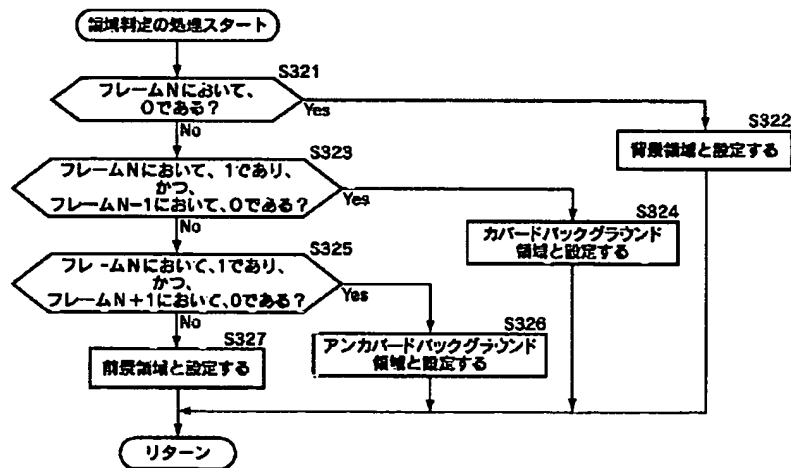 領域判定の処理スタート
S321
フレームNにおいて、
0である？
Yes
No
S322
背景領域と設定する
S323
フレームNにおいて、1であり、
かつ、
フレームN-1において、0である？
Yes
No
S324
カバードバックグラウンド
領域と設定する
S325
フレームNにおいて、1であり、
かつ、
フレームN+1において、0である？
Yes
No
S326
アンカバードバックグラウンド
領域と設定する
S327
前景領域と設定する
リターン